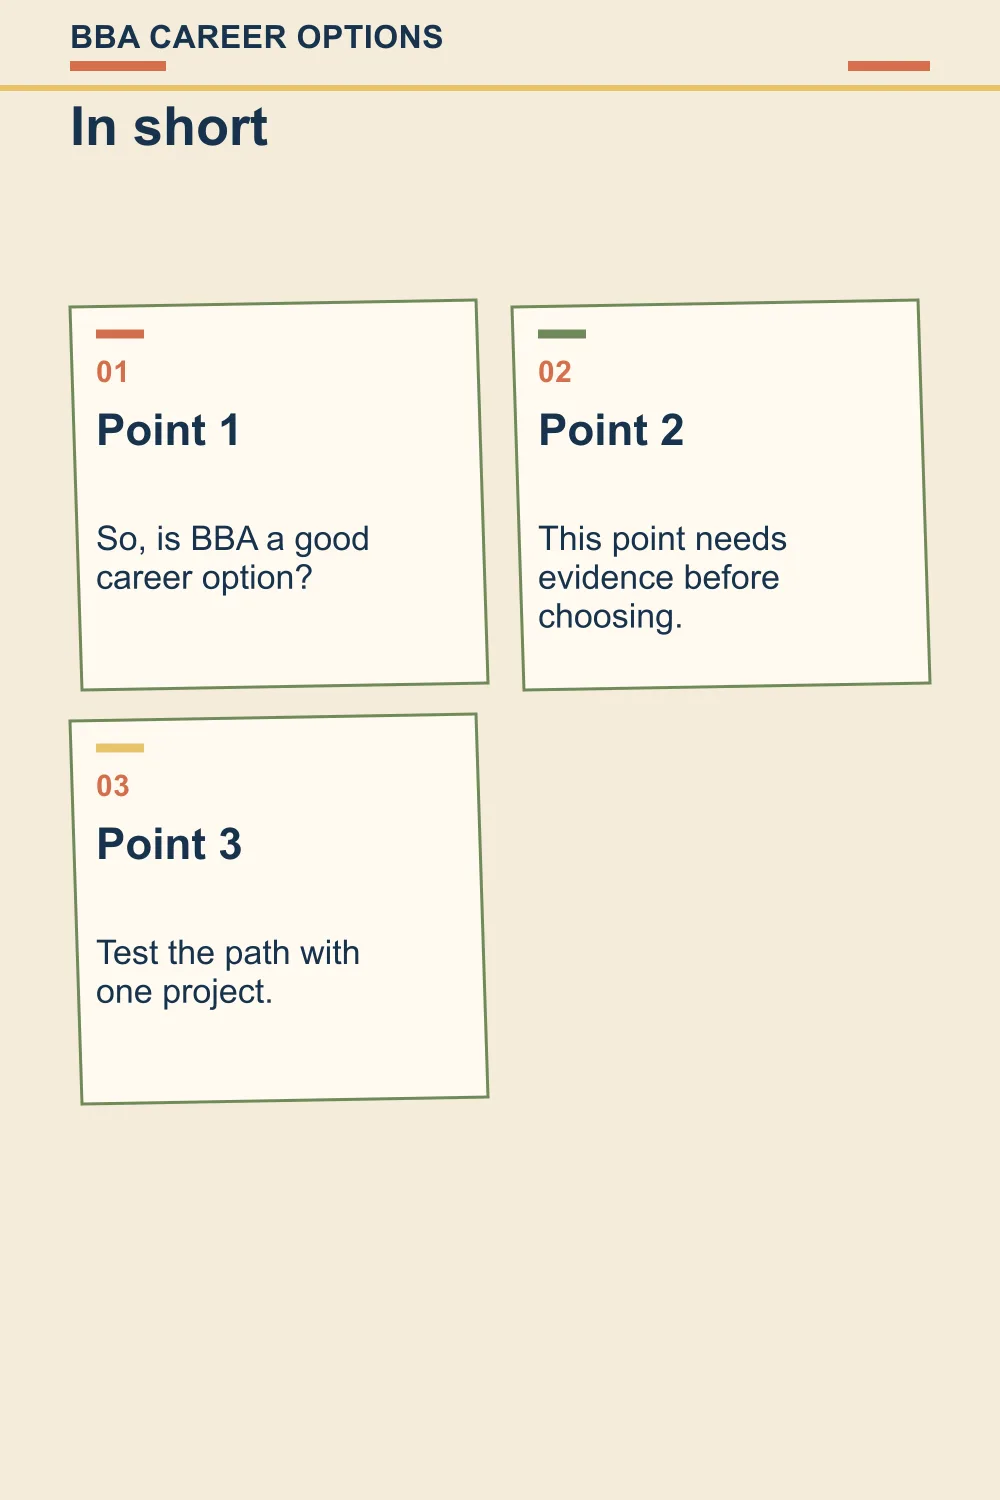 BBA CAREER OPTIONS
In short
01
Point 1
So, is BBA a good
career option?
02
Point 2
This point needs
evidence before
choosing.
03
Point 3
Test the path with
one project.